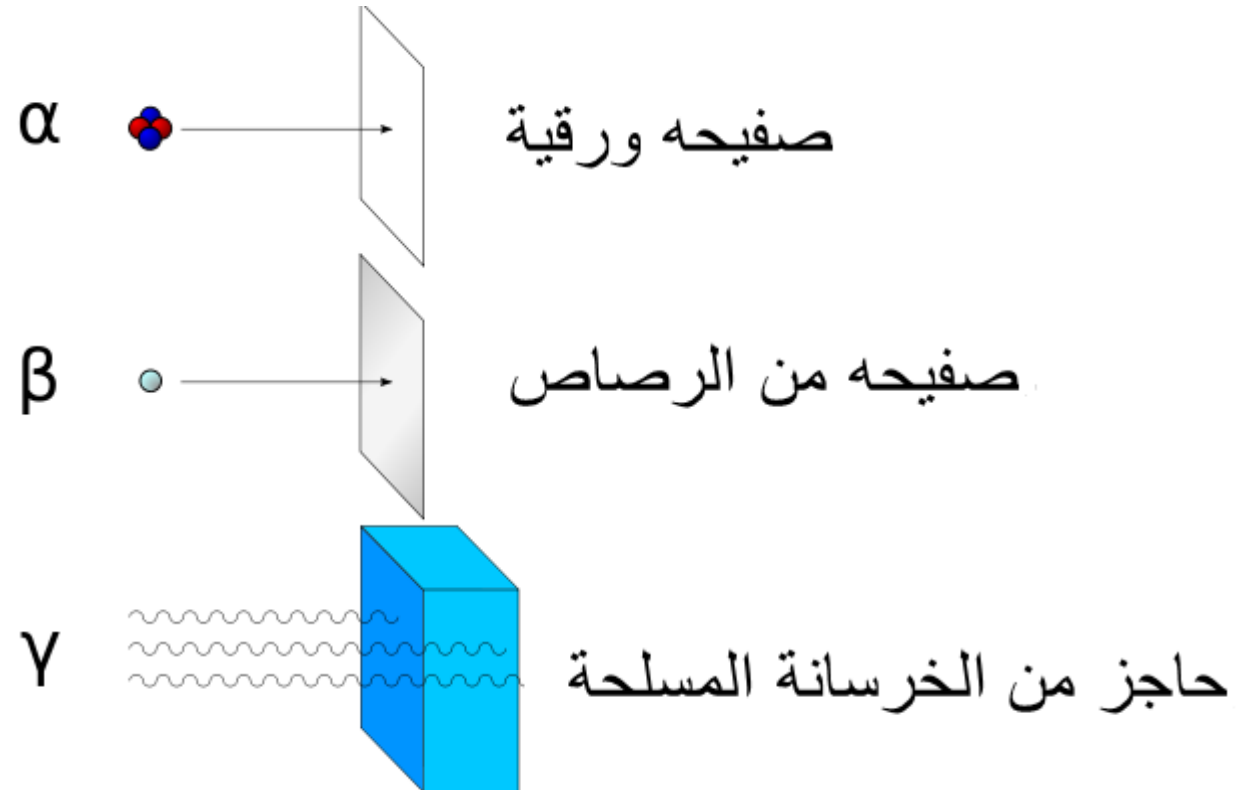 α
صفيحه ورقية
β
صفيحه من الرصاص
γ
حاجز من الخرسانة المسلحة